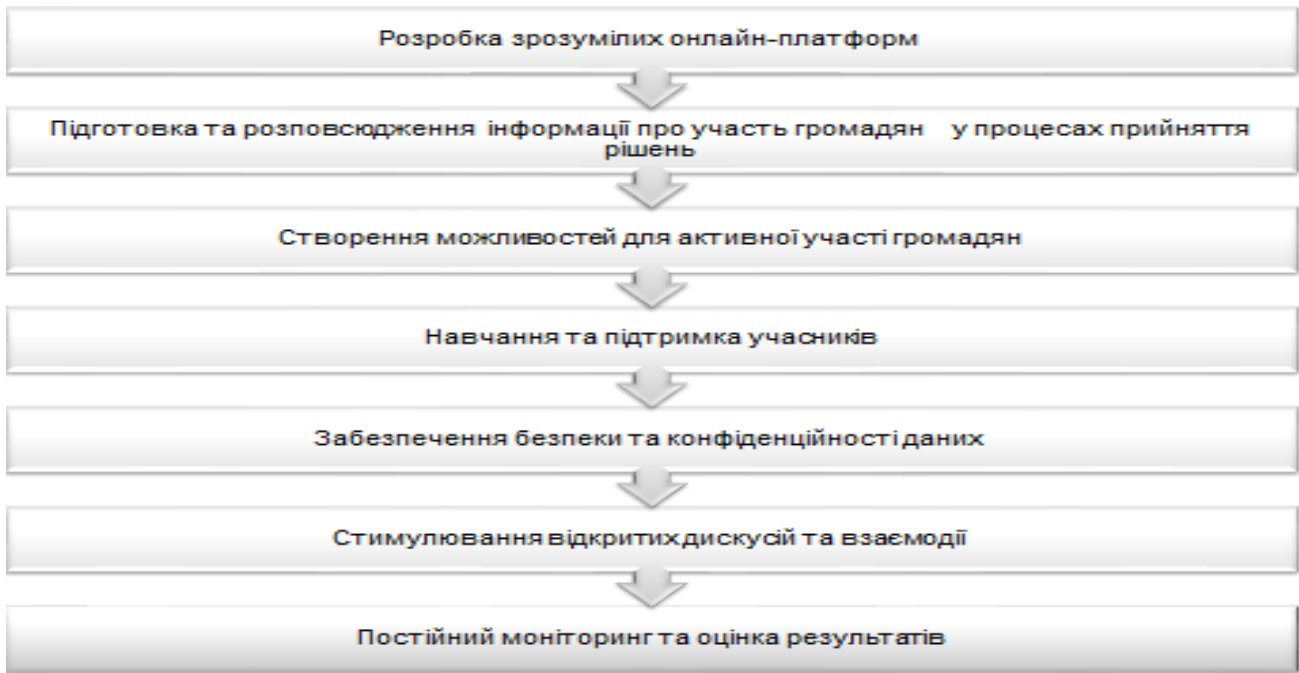 Розробка зрозумілих онлайн-платформ
Підготовка та розповсюдження інформації про участь громадян у процесах прийняття
рішень
Створення можливостей для активної участі громадян
Навчання та підтримка учасників
Забезпечення безпеки та конфіденційності даних
Стимулювання відкритих дискусій та взаємодії
Постійний моніторинг та оцінка результатів